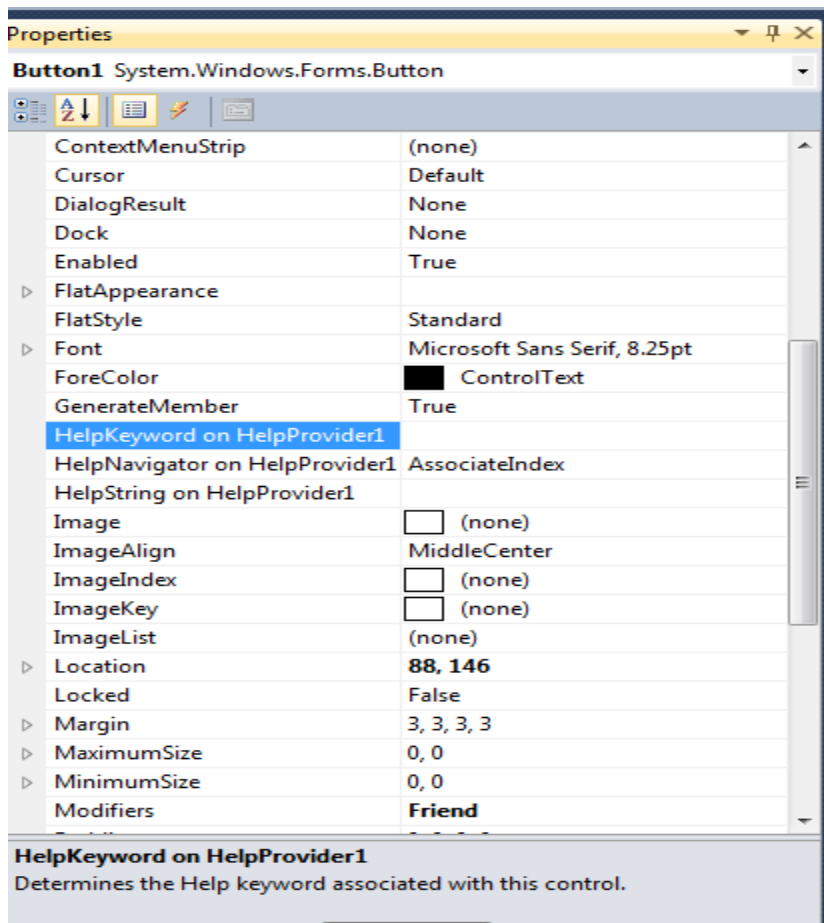 Properties
Button1 System.Windows.Forms.Button
ContextMenuStrip (none)
Cursor Default
DialogResult None
Dock None
Enabled True
FlatAppearance
FlatStyle Standard
Font Microsoft Sans Serif, 8.25pt
ForeColor ControlText
GenerateMember True
HelpKeyword on HelpProvider1
HelpNavigator on HelpProvider1 AssociateIndex
HelpString on HelpProvider1
Image (none)
ImageAlign MiddleCenter
ImageIndex (none)
ImageKey (none)
ImageList (none)
Location 88, 146
Locked False
Margin 3, 3, 3, 3
MaximumSize 0, 0
MinimumSize 0, 0
Modifiers Friend
HelpKeyword on HelpProvider1
Determines the Help keyword associated with this control.